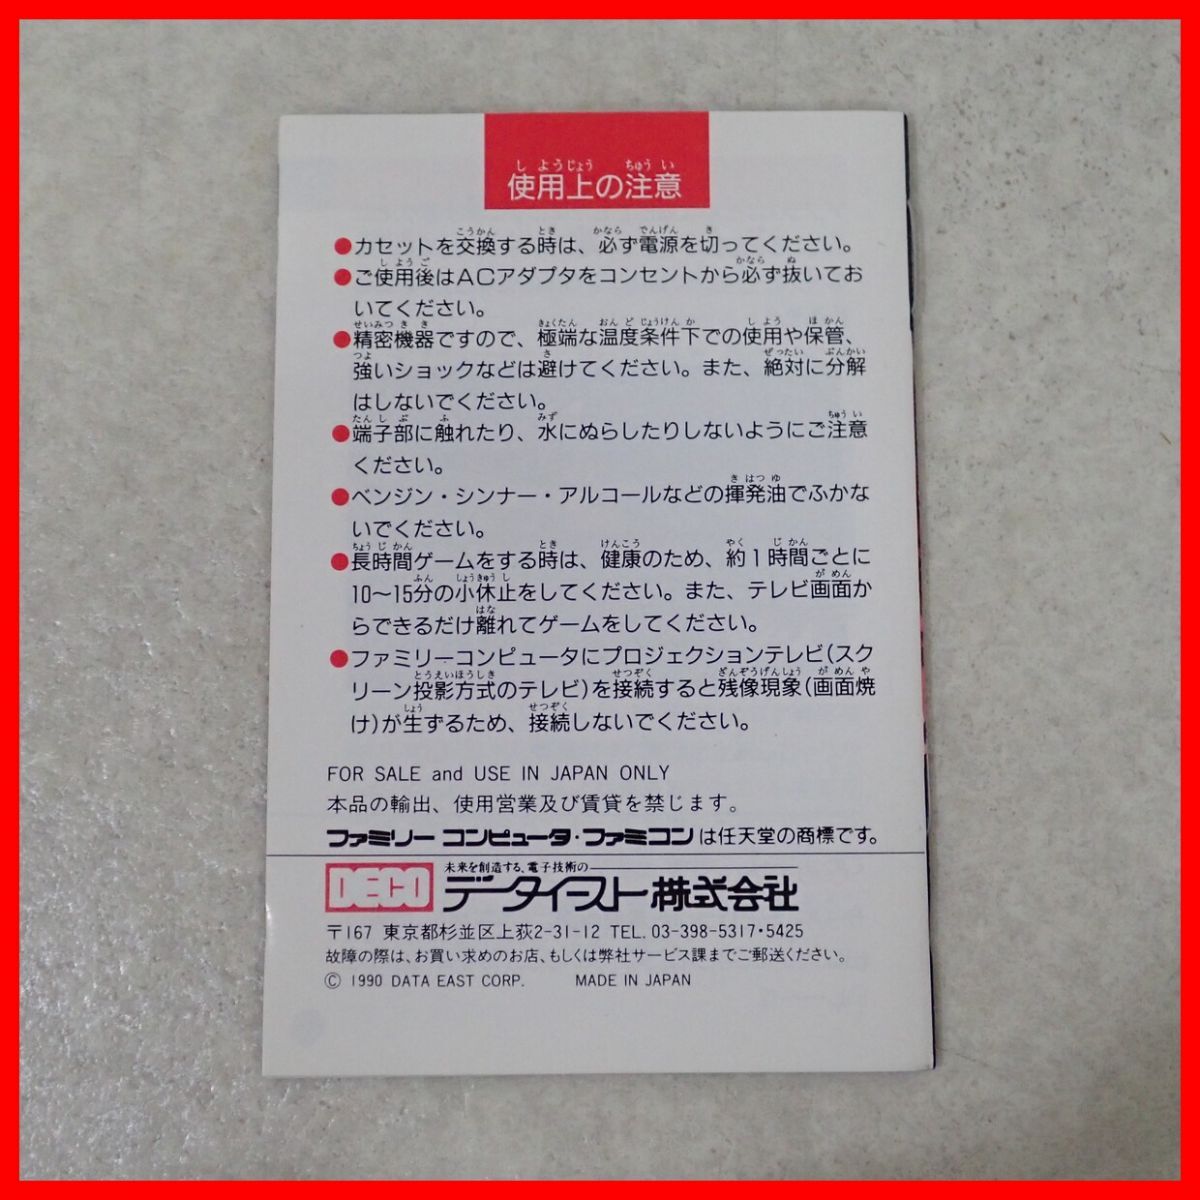 使用上の注意
●カセットを交換する時は、必ず電源を切ってください。
●ご使用後はACアダプタをコンセントから必ず抜いてお
いてください。
●精密機器ですので、極端な温度条件下での使用や保管、
強いショックなどは避けてください。また、絶対に分解
はしないでください。
●端子部に触れたり、水にぬらしたりしないようにご注意
ください。
●ベンジン・シンナー・アルコールなどの揮発油でふかな
いでください。
●長時間ゲームをする時は、健康のため、約1時間ごとに
10〜15分の小休止をしてください。また、テレビ画面か
らできるだけ離れてゲームをしてください。
●ファミリーコンピュータにプロジェクションテレビ(スク
リーン投影方式のテレビ)を接続すると残像現象(画面焼
け)が生ずるため、接続しないでください。
FOR SALE and USE IN JAPAN ONLY
本品の輸出、使用営業及び賃貸を禁じます。
ファミリーコンピュータ・ファミコンは任天堂の商標です。
DECO
未来を創造する、電子技術の
データイースト株式会社
〒167 東京都杉並区上荻2-31-12 TEL. 03-398-5317・5425
故障の際は、お買い求めのお店、もしくは弊社サービス課までご郵送ください。
© 1990 DATA EAST CORP. MADE IN JAPAN